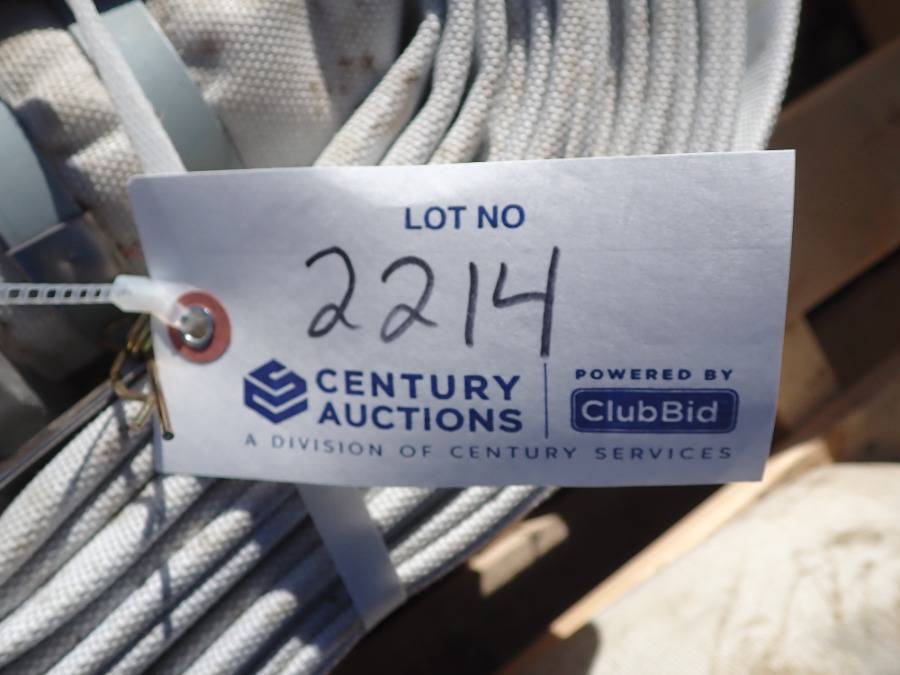 LOT NO
2214
CENTURY
AUCTIONS
POWERED BY
ClubBid
A DIVISION OF CENTURY SERVICES